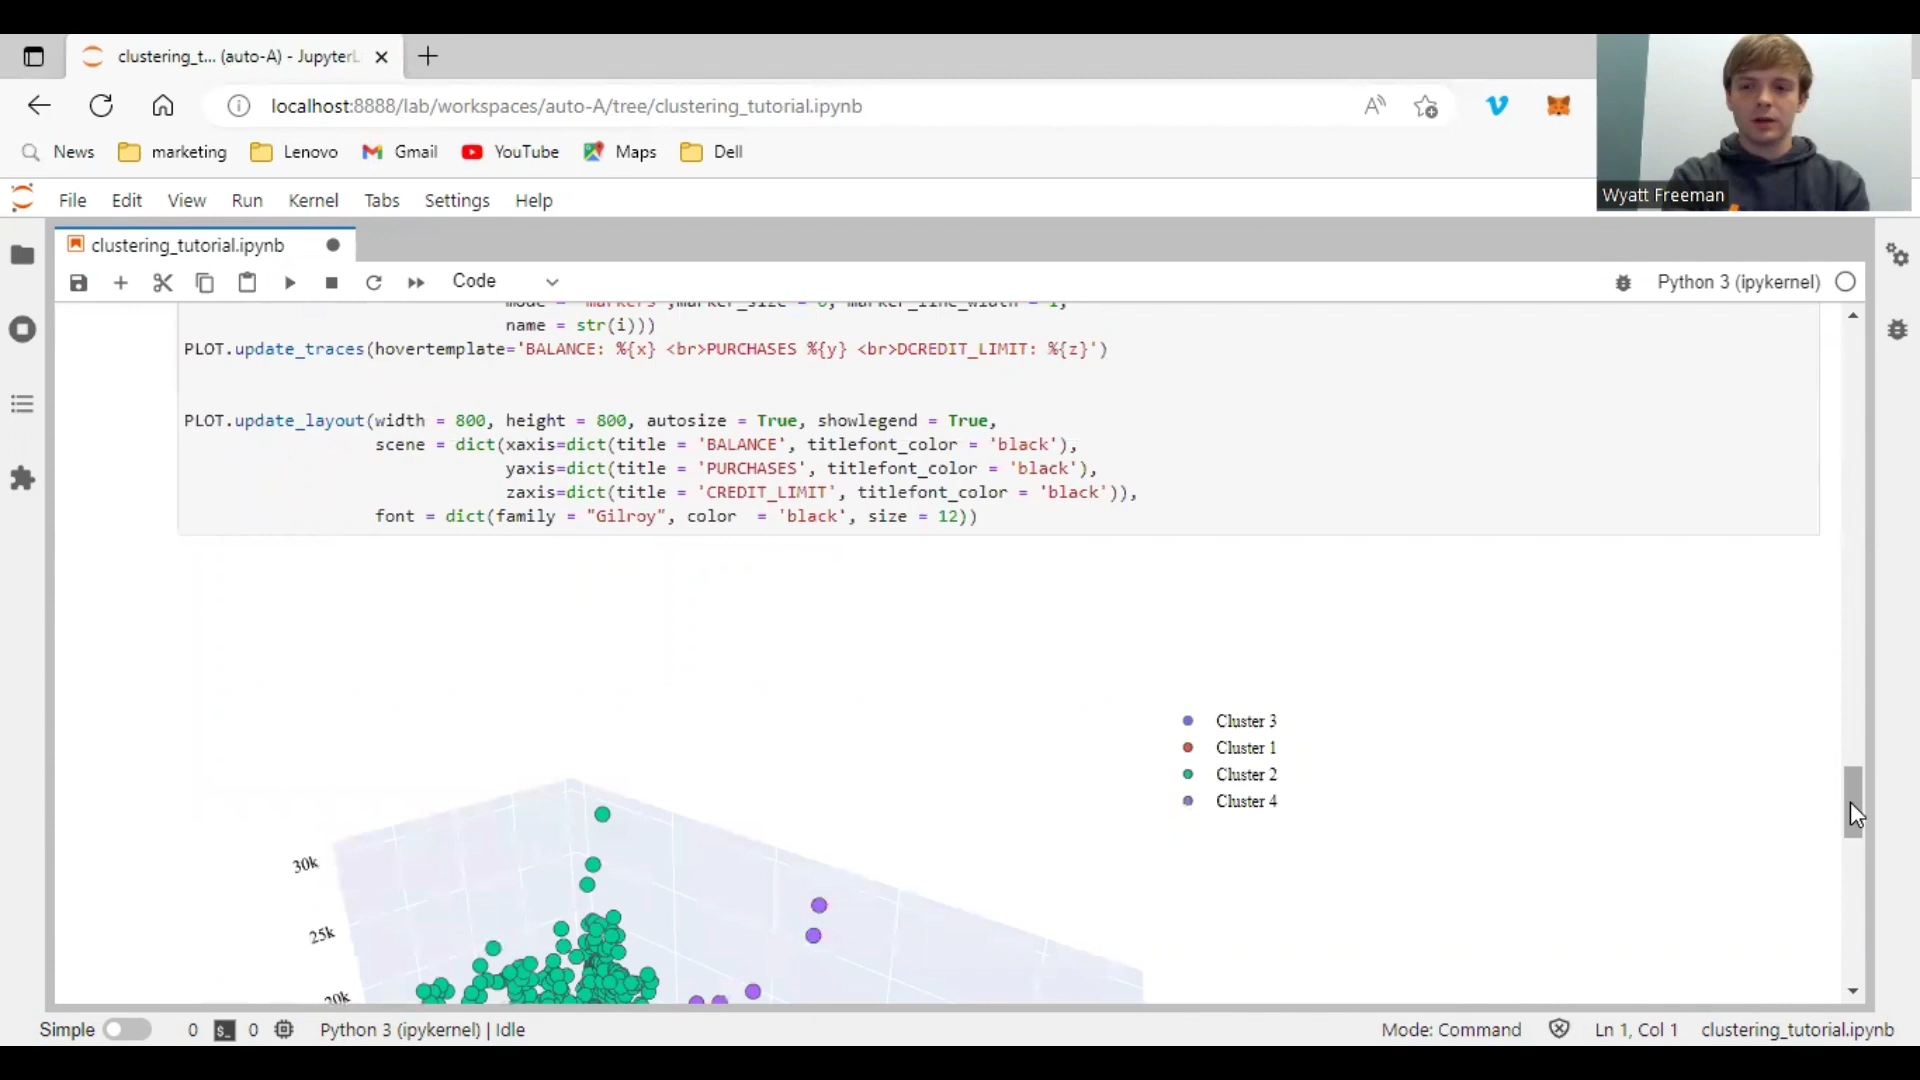 clustering_t... (auto-A) - JupyterL
localhost:8888/lab/workspaces/auto-A/tree/clustering_tutorial.ipynb
News marketing Lenovo Gmail YouTube Maps Dell
Wyatt Freeman
File Edit View Run Kernel Tabs Settings Help
clustering_tutorial.ipynb
Code
Python 3 (ipykernel)
name = str(i)))
PLOT.update_traces(hovertemplate='BALANCE: %{x} <br>PURCHASES %{y} <br>DCREDIT_LIMIT: %{z}')
PLOT.update_layout(width = 800, height = 800, autosize = True, showlegend = True,
scene = dict(xaxis=dict(title = 'BALANCE', titlefont_color = 'black'),
yaxis=dict(title = 'PURCHASES', titlefont_color = 'black'),
zaxis=dict(title = 'CREDIT_LIMIT', titlefont_color = 'black')),
font = dict(family = "Gilroy", color  = 'black', size = 12))
Cluster 3
Cluster 1
Cluster 2
Cluster 4
30k
25k
20k
Simple 0 $_ 0 Python 3 (ipykernel) | Idle Mode: Command Ln 1, Col 1 clustering_tutorial.ipynb